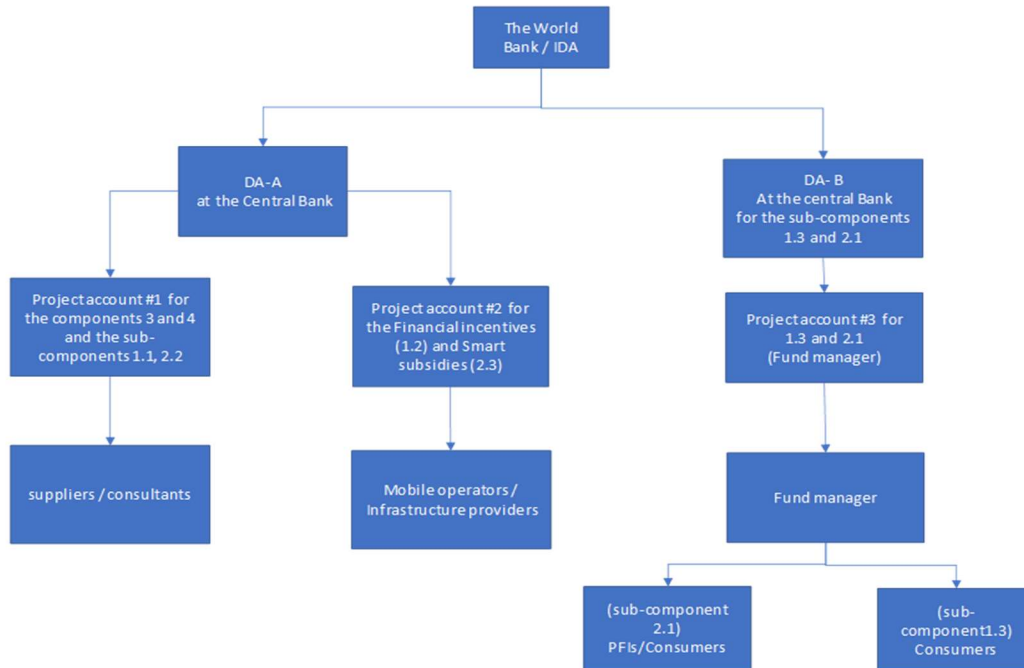 The World
Bank / IDA
DA-A
at the Central Bank
DA- B
At the central Bank
for the sub-components
1.3 and 2.1
Project account #1 for
the components 3 and 4
and the sub-
components 1.1, 2.2
Project account #2 for
the Financial incentives
(1.2) and Smart
subsidies (2.3)
Project account #3 for
1.3 and 2.1
(Fund manager)
suppliers / consultants
Mobile operators /
Infrastructure providers
Fund manager
(sub-component
2.1)
PFIs/Consumers
(sub-
component1.3)
Consumers